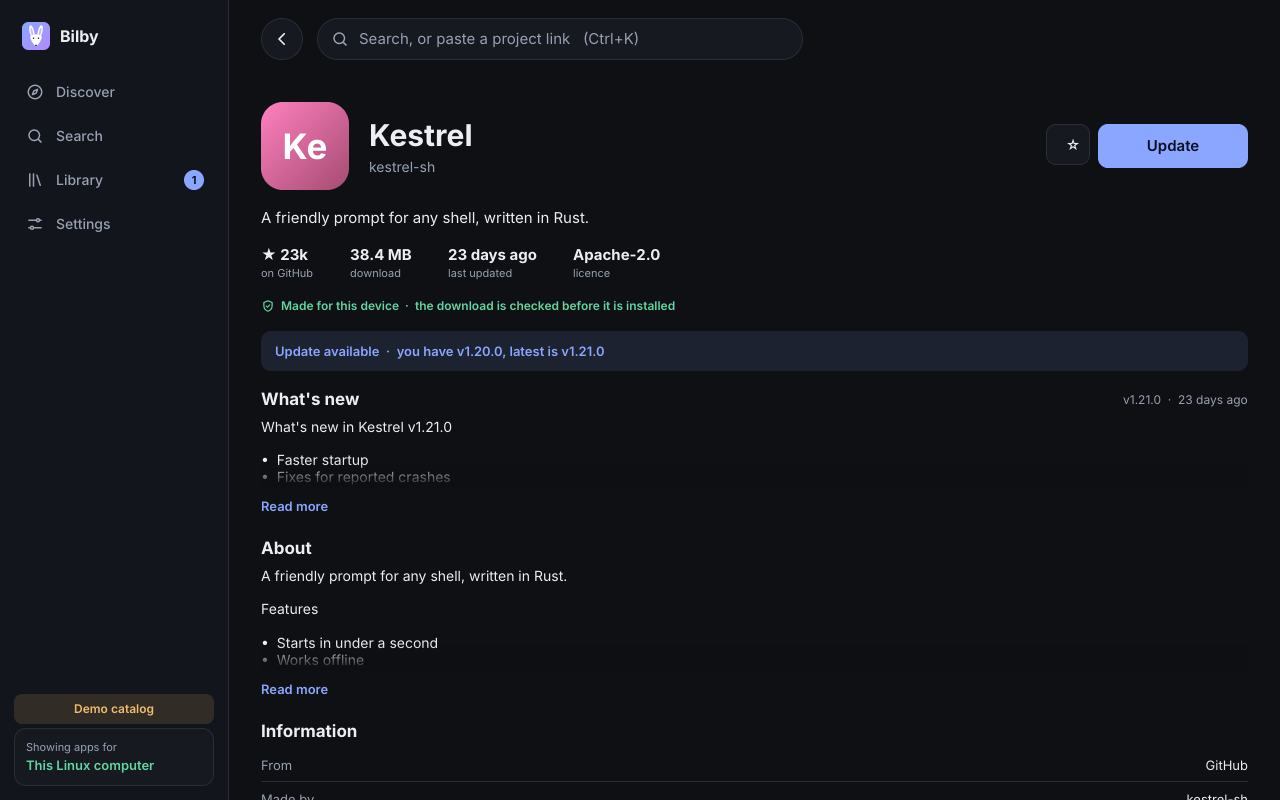 Bilby
Discover
Search
Library 1
Settings
Demo catalog
Showing apps for
This Linux computer
Search, or paste a project link (Ctrl+K)
Ke
Kestrel
kestrel-sh
☆
Update
A friendly prompt for any shell, written in Rust.
★ 23k
on GitHub
38.4 MB
download
23 days ago
last updated
Apache-2.0
licence
Made for this device · the download is checked before it is installed
Update available · you have v1.20.0, latest is v1.21.0
What's new
v1.21.0 · 23 days ago
What's new in Kestrel v1.21.0
• Faster startup
• Fixes for reported crashes
Read more
About
A friendly prompt for any shell, written in Rust.
Features
• Starts in under a second
• Works offline
Read more
Information
From GitHub
Made by kestrel-sh